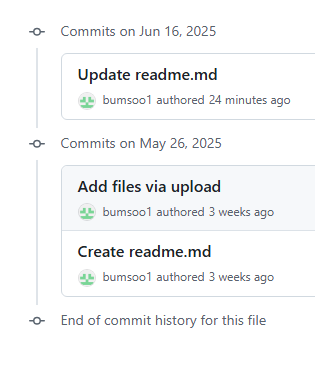 Commits on Jun 16, 2025
Update readme.md
bumsoo1 authored 24 minutes ago
Commits on May 26, 2025
Add files via upload
bumsoo1 authored 3 weeks ago
Create readme.md
bumsoo1 authored 3 weeks ago
End of commit history for this file